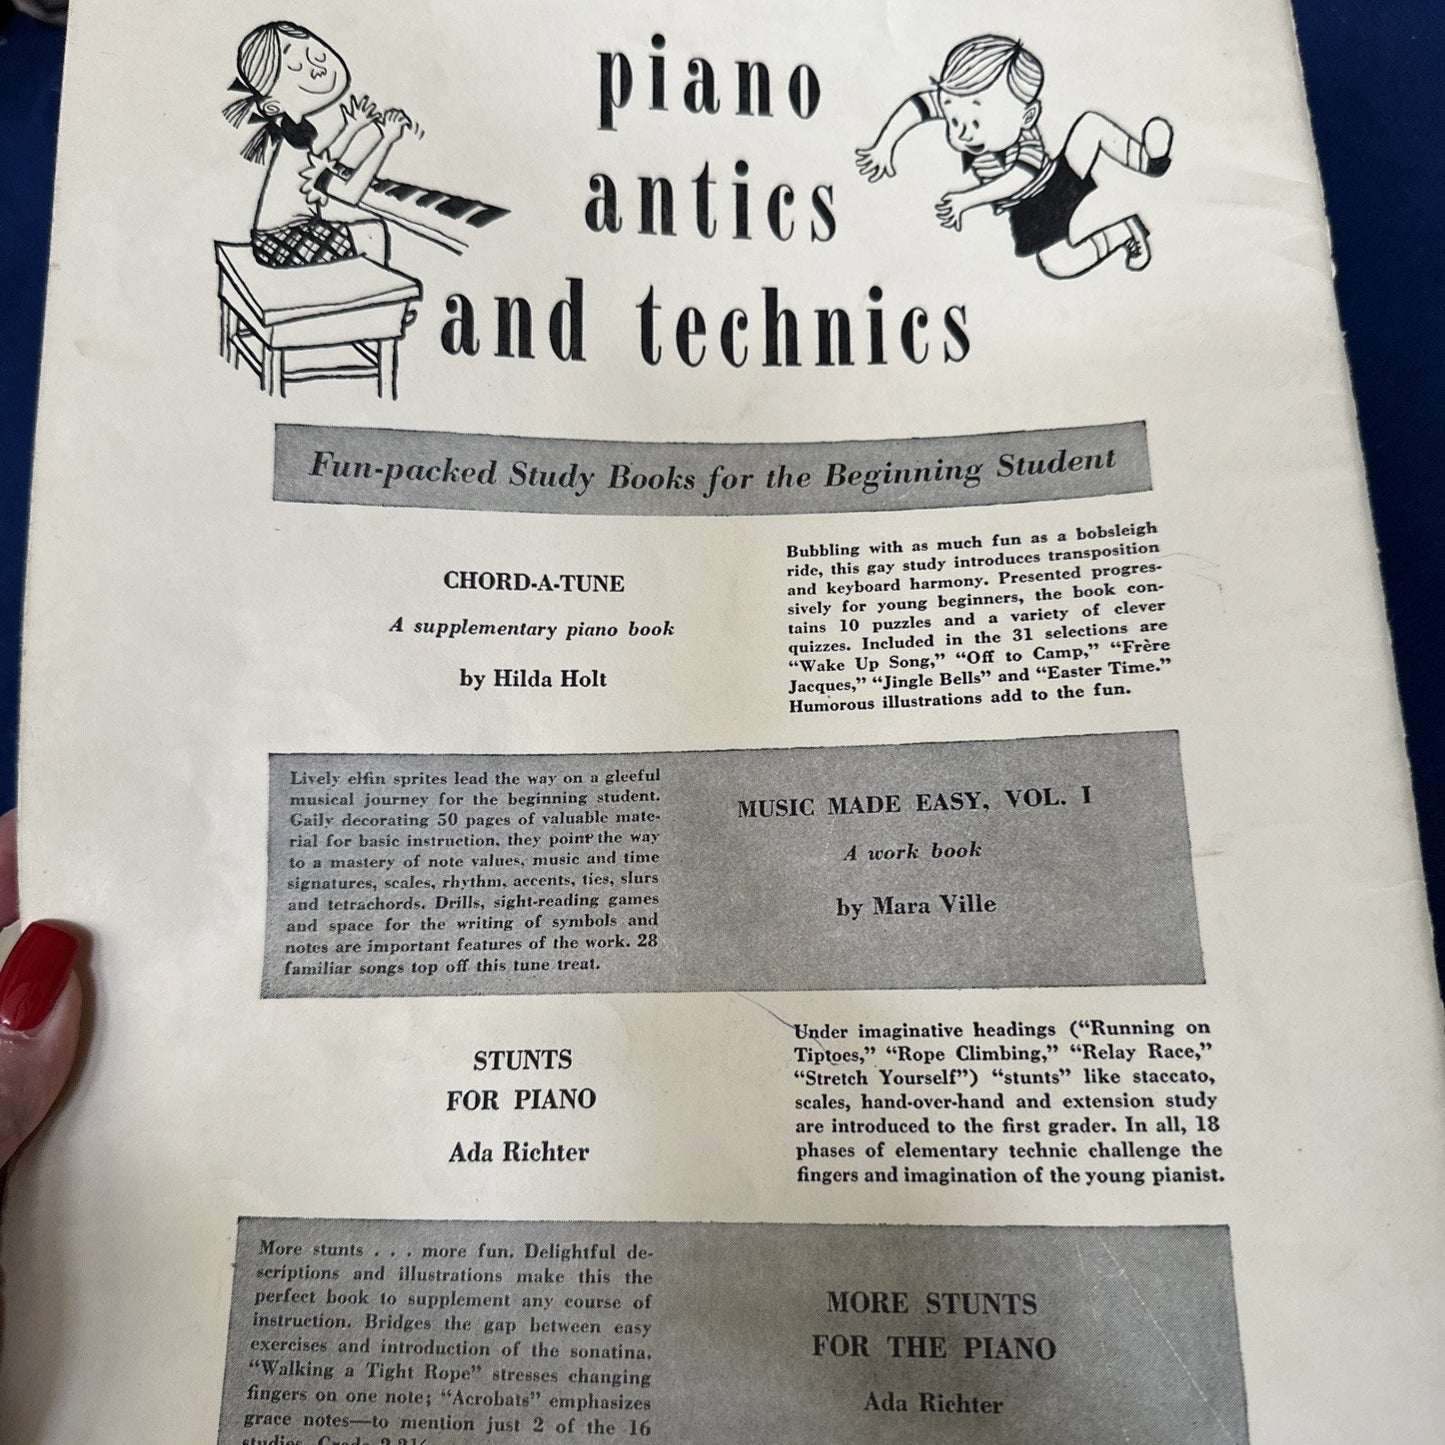 piano
antics
and technics
Fun-packed Study Books for the Beginning Student
CHORD-A-TUNE
A supplementary piano book
by Hilda Holt
Bubbling with as much fun as a bobsleigh
ride, this gay study introduces transposition
and keyboard harmony. Presented progres-
sively for young beginners, the book con-
tains 10 puzzles and a variety of clever
quizzes. Included in the 31 selections are
“Wake Up Song,” “Off to Camp,” “Frère
Jacques,” “Jingle Bells” and “Easter Time.”
Humorous illustrations add to the fun.
Lively elfin sprites lead the way on a gleeful
musical journey for the beginning student.
Gaily decorating 50 pages of valuable mate-
rial for basic instruction, they point the way
to a mastery of note values, music and time
signatures, scales, rhythm, accents, ties, slurs
and tetrachords. Drills, sight-reading games
and space for the writing of symbols and
notes are important features of the work. 28
familiar songs top off this tune treat.
MUSIC MADE EASY, VOL. I
A work book
by Mara Ville
STUNTS
FOR PIANO
Ada Richter
Under imaginative headings (“Running on
Tiptoes,” “Rope Climbing,” “Relay Race,”
“Stretch Yourself”) “stunts” like staccato,
scales, hand-over-hand and extension study
are introduced to the first grader. In all, 18
phases of elementary technic challenge the
fingers and imagination of the young pianist.
More stunts . . . more fun. Delightful de-
scriptions and illustrations make this the
perfect book to supplement any course of
instruction. Bridges the gap between easy
exercises and introduction of the sonatina.
“Walking a Tight Rope” stresses changing
fingers on one note; “Acrobats” emphasizes
grace notes—to mention just 2 of the 16
studies. Grade
MORE STUNTS
FOR THE PIANO
Ada Richter